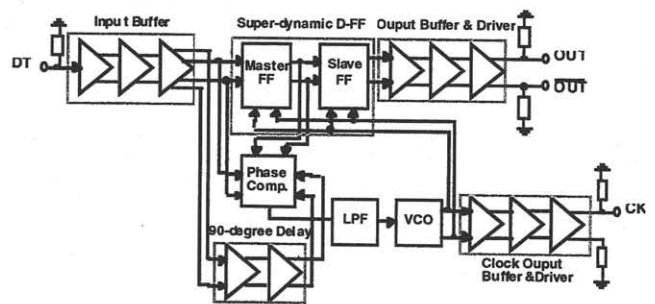 Input Buffer
Super-dynamic D-FF
Ouput Buffer & Driver
DT
Master
FF
Slave
FF
OUT
OUT
Phase
Comp.
LPF
VCO
CK
90-degree Delay
Clock Ouput
Buffer &Driver